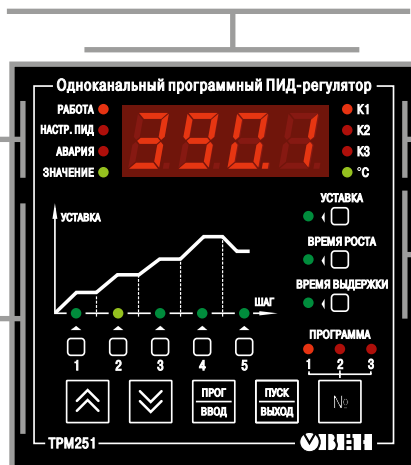 Одноканальный программный ПИД-регулятор
РАБОТА
НАСТР. ПИД
АВАРИЯ
ЗНАЧЕНИЕ
390.1
К1
К2
К3
°C
УСТАВКА
УСТАВКА
ВРЕМЯ РОСТА
ВРЕМЯ ВЫДЕРЖКИ
ШАГ
1 2 3 4 5
ПРОГРАММА
1 2 3
ПРОГ
ВВОД
ПУСК
ВЫХОД
№
ТРМ251
ОВЕН